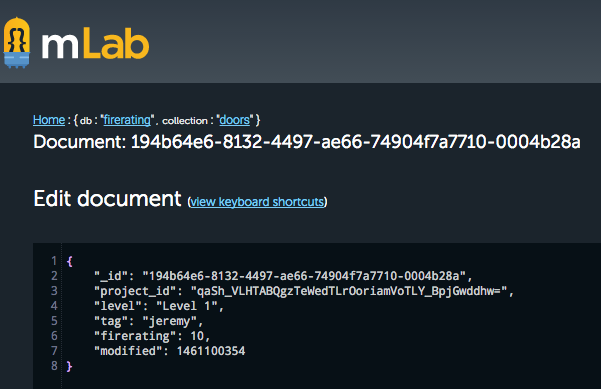 mLab
Home : { db : "firerating", collection : "doors" }
Document: 194b64e6-8132-4497-ae66-74904f7a7710-0004b28a
Edit document (view keyboard shortcuts)
1 {
2 "_id": "194b64e6-8132-4497-ae66-74904f7a7710-0004b28a",
3 "project_id": "qaSh_VLHTABQgzTeWedTLrOoriamVoTLY_BpjGwddhw=",
4 "level": "Level 1",
5 "tag": "jeremy",
6 "firerating": 10,
7 "modified": 1461100354
8 }